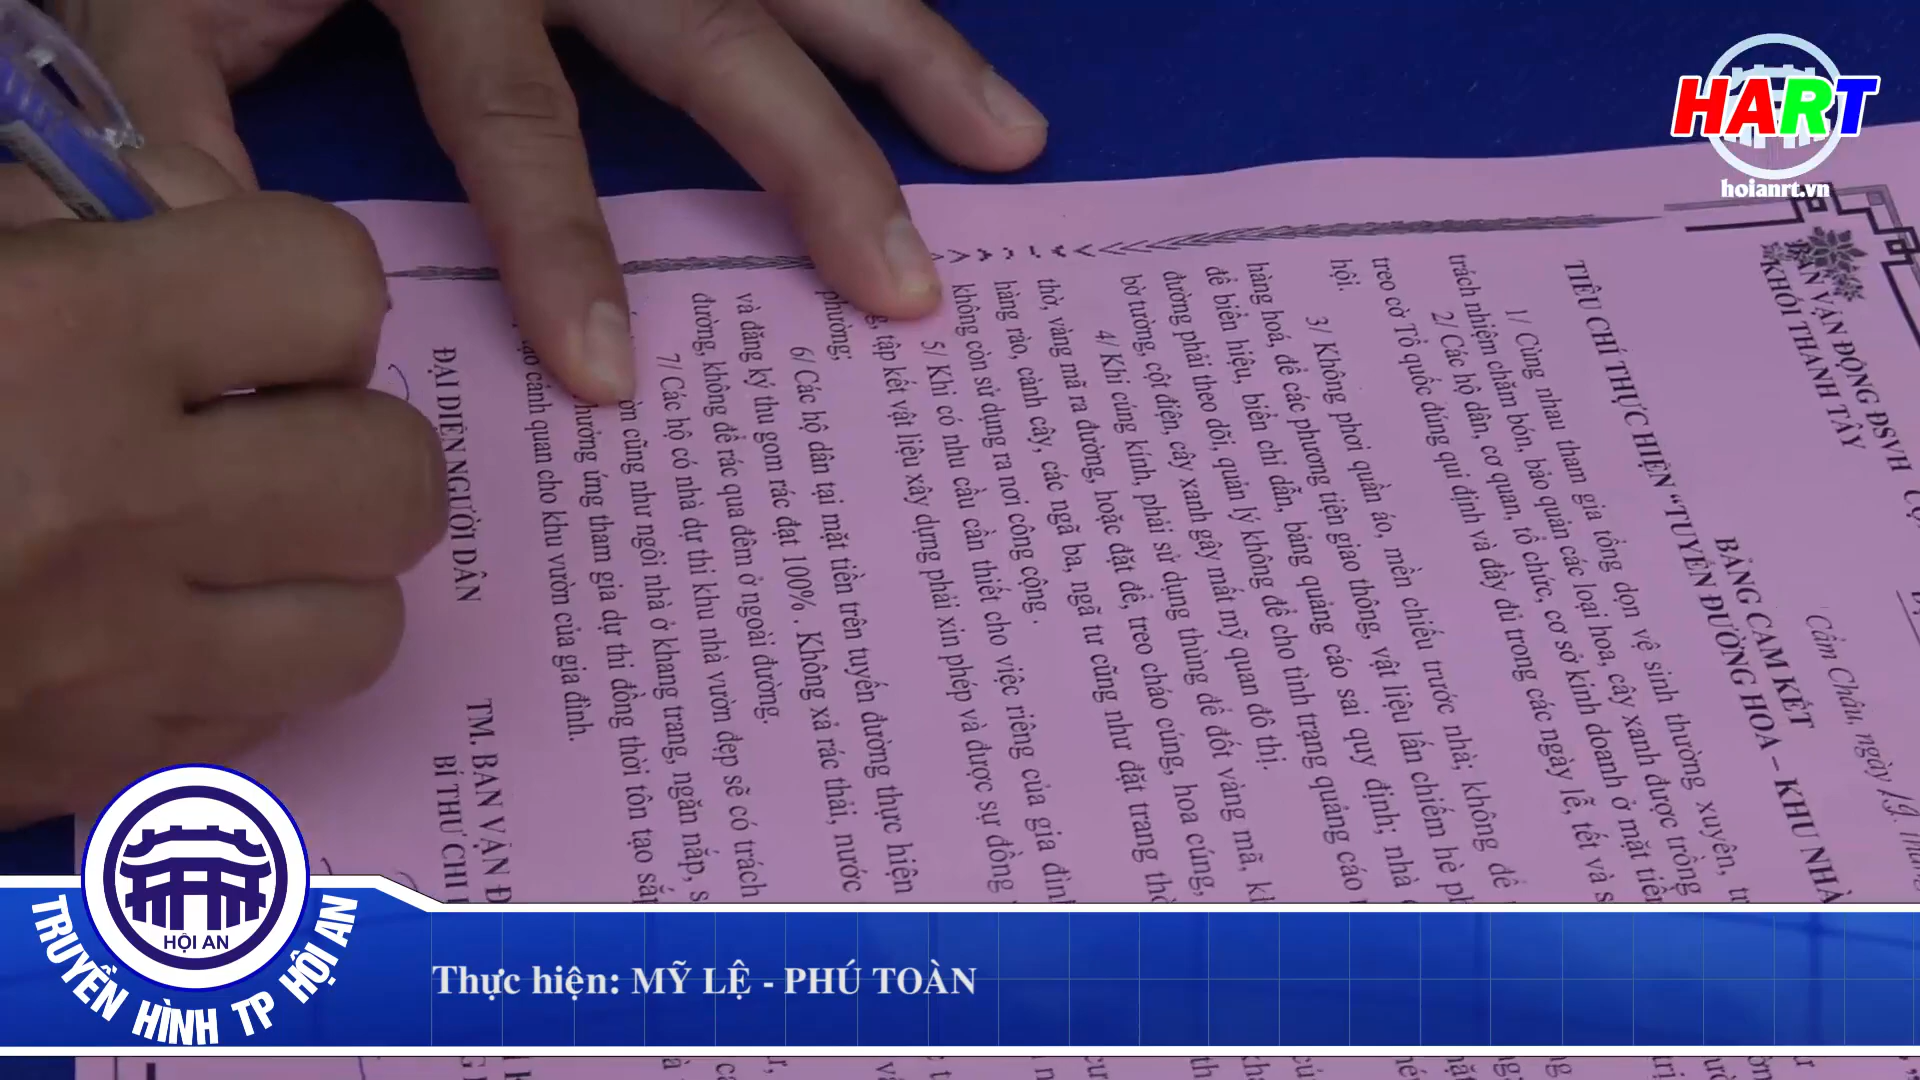 HART
hoianrt.vn
BAN VẬN ĐỘNG ĐSVH
KHỐI THANH TÂY
Cẩm Châu, ngày 19
BẢNG CAM KẾT
TIÊU CHÍ THỰC HIỆN “TUYẾN ĐƯỜNG HOA – KHU NHÀ
1/ Cùng nhau tham gia tổng dọn vệ sinh thường xuyên,
trách nhiệm chăm bón, bảo quản các loại hoa, cây xanh được trồng
2/ Các hộ dân, cơ quan, tổ chức, cơ sở kinh doanh ở mặt tiền
treo cờ Tổ quốc đúng qui định và đầy đủ trong các ngày lễ, tết và
hội.
3/ Không phơi quần áo, mền chiếu trước nhà; không để
hàng hoá, để các phương tiện giao thông, vật liệu lấn chiếm hè
để biển hiệu, biển chỉ dẫn, bảng quảng cáo sai quy định; nhà
đường phải theo dõi, quản lý không để cho tình trạng quảng cáo
bờ tường, cột điện, cây xanh gây mất mỹ quan đô thị.
4/ Khi cúng kính, phải sử dụng thùng để đốt vàng mã,
thờ, vàng mã ra đường, hoặc đặt để, treo cháo cúng, hoa cúng,
hàng rào, cành cây, các ngã ba, ngã tư cũng như đặt trang
không còn sử dụng ra nơi công cộng.
5/ Khi có nhu cầu cần thiết cho việc riêng của gia
tập kết vật liệu xây dựng phải xin phép và được sự đồng
phường;
6/ Các hộ dân tại mặt tiền trên tuyến đường thực hiện
và đăng ký thu gom rác đạt 100%. Không xả rác thải, nước
đường, không để rác qua đêm ở ngoài đường.
7/ Các hộ có nhà dự thi khu nhà vườn đẹp sẽ có trách
cũng như ngôi nhà ở khang trang, ngăn nắp,
hưởng ứng tham gia dự thi đồng thời tôn tạo
cảnh quan cho khu vườn của gia đình.
ĐẠI DIỆN NGƯỜI DÂN
TM. BAN VẬN
BÍ THƯ CHI
HỘI AN
TRUYỀN HÌNH TP HỘI AN
Thực hiện: MỸ LỆ - PHÚ TOÀN